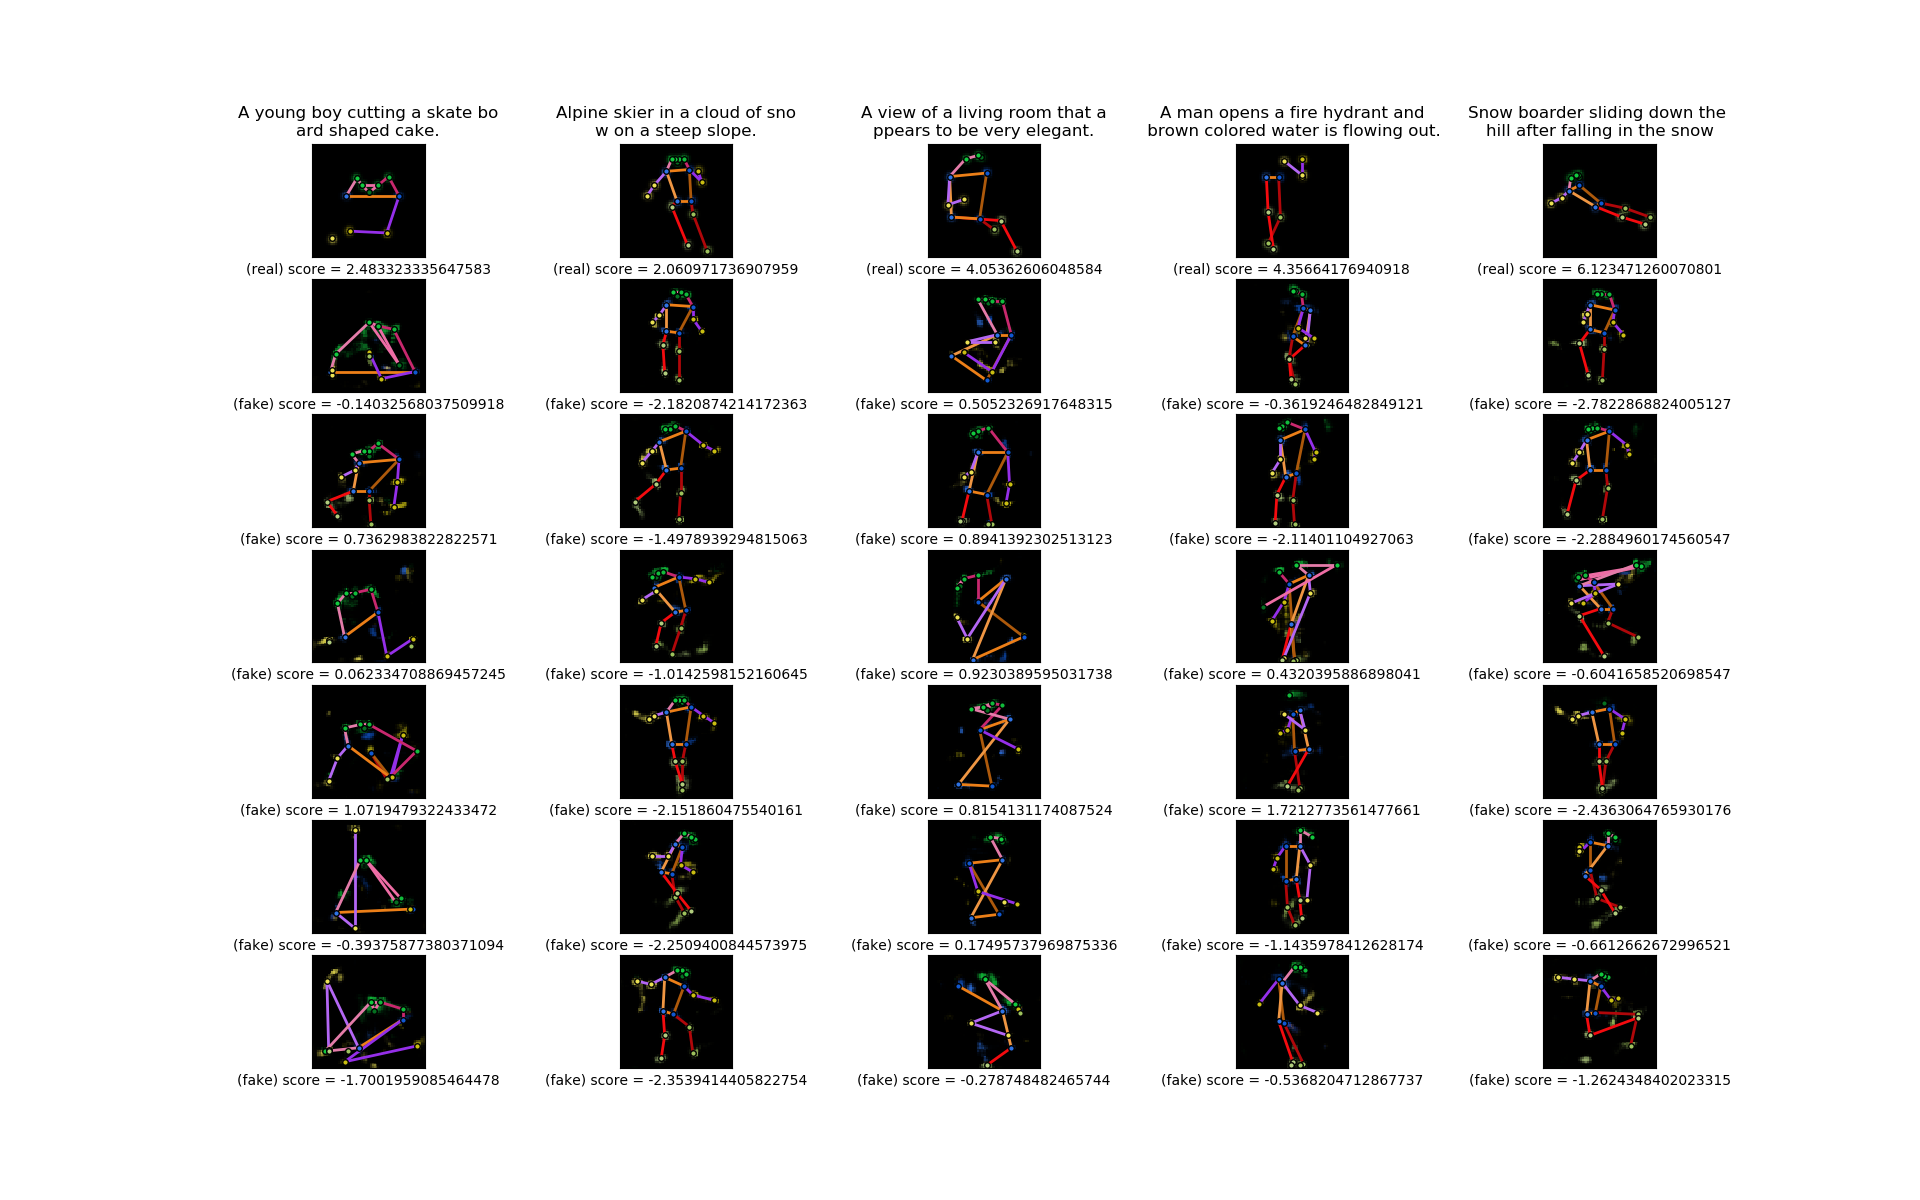 A young boy cutting a skate bo
ard shaped cake.
Alpine skier in a cloud of sno
w on a steep slope.
A view of a living room that a
ppears to be very elegant.
A man opens a fire hydrant and
brown colored water is flowing out.
Snow boarder sliding down the
hill after falling in the snow
(real) score = 2.483323335647583
(real) score = 2.060971736907959
(real) score = 4.05362606048584
(real) score = 4.35664176940918
(real) score = 6.123471260070801
(fake) score = -0.14032568037509918
(fake) score = -2.1820874214172363
(fake) score = 0.5052326917648315
(fake) score = -0.3619246482849121
(fake) score = -2.7822868824005127
(fake) score = 0.7362983822822571
(fake) score = -1.4978939294815063
(fake) score = 0.8941392302513123
(fake) score = -2.11401104927063
(fake) score = -2.2884960174560547
(fake) score = 0.062334708869457245
(fake) score = -1.0142598152160645
(fake) score = 0.9230389595031738
(fake) score = 0.4320395886898041
(fake) score = -0.6041658520698547
(fake) score = 1.0719479322433472
(fake) score = -2.151860475540161
(fake) score = 0.8154131174087524
(fake) score = 1.7212773561477661
(fake) score = -2.4363064765930176
(fake) score = -0.39375877380371094
(fake) score = -2.2509400844573975
(fake) score = 0.17495737969875336
(fake) score = -1.1435978412628174
(fake) score = -0.6612662672996521
(fake) score = -1.7001959085464478
(fake) score = -2.3539414405822754
(fake) score = -0.278748482465744
(fake) score = -0.5368204712867737
(fake) score = -1.2624348402023315